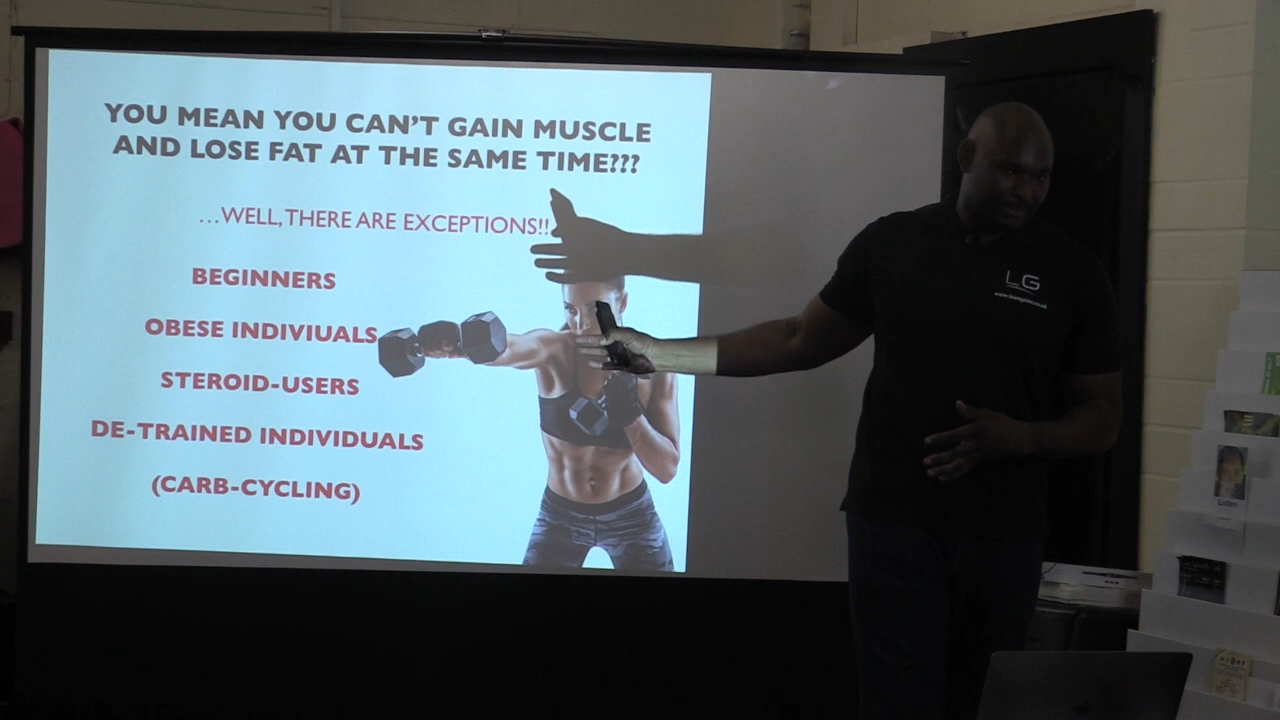 YOU MEAN YOU CAN'T GAIN MUSCLE
AND LOSE FAT AT THE SAME TIME???
…WELL, THERE ARE EXCEPTIONS!!
BEGINNERS
OBESE INDIVIUALS
STEROID-USERS
DE-TRAINED INDIVIDUALS
(CARB-CYCLING)
LG
Listen